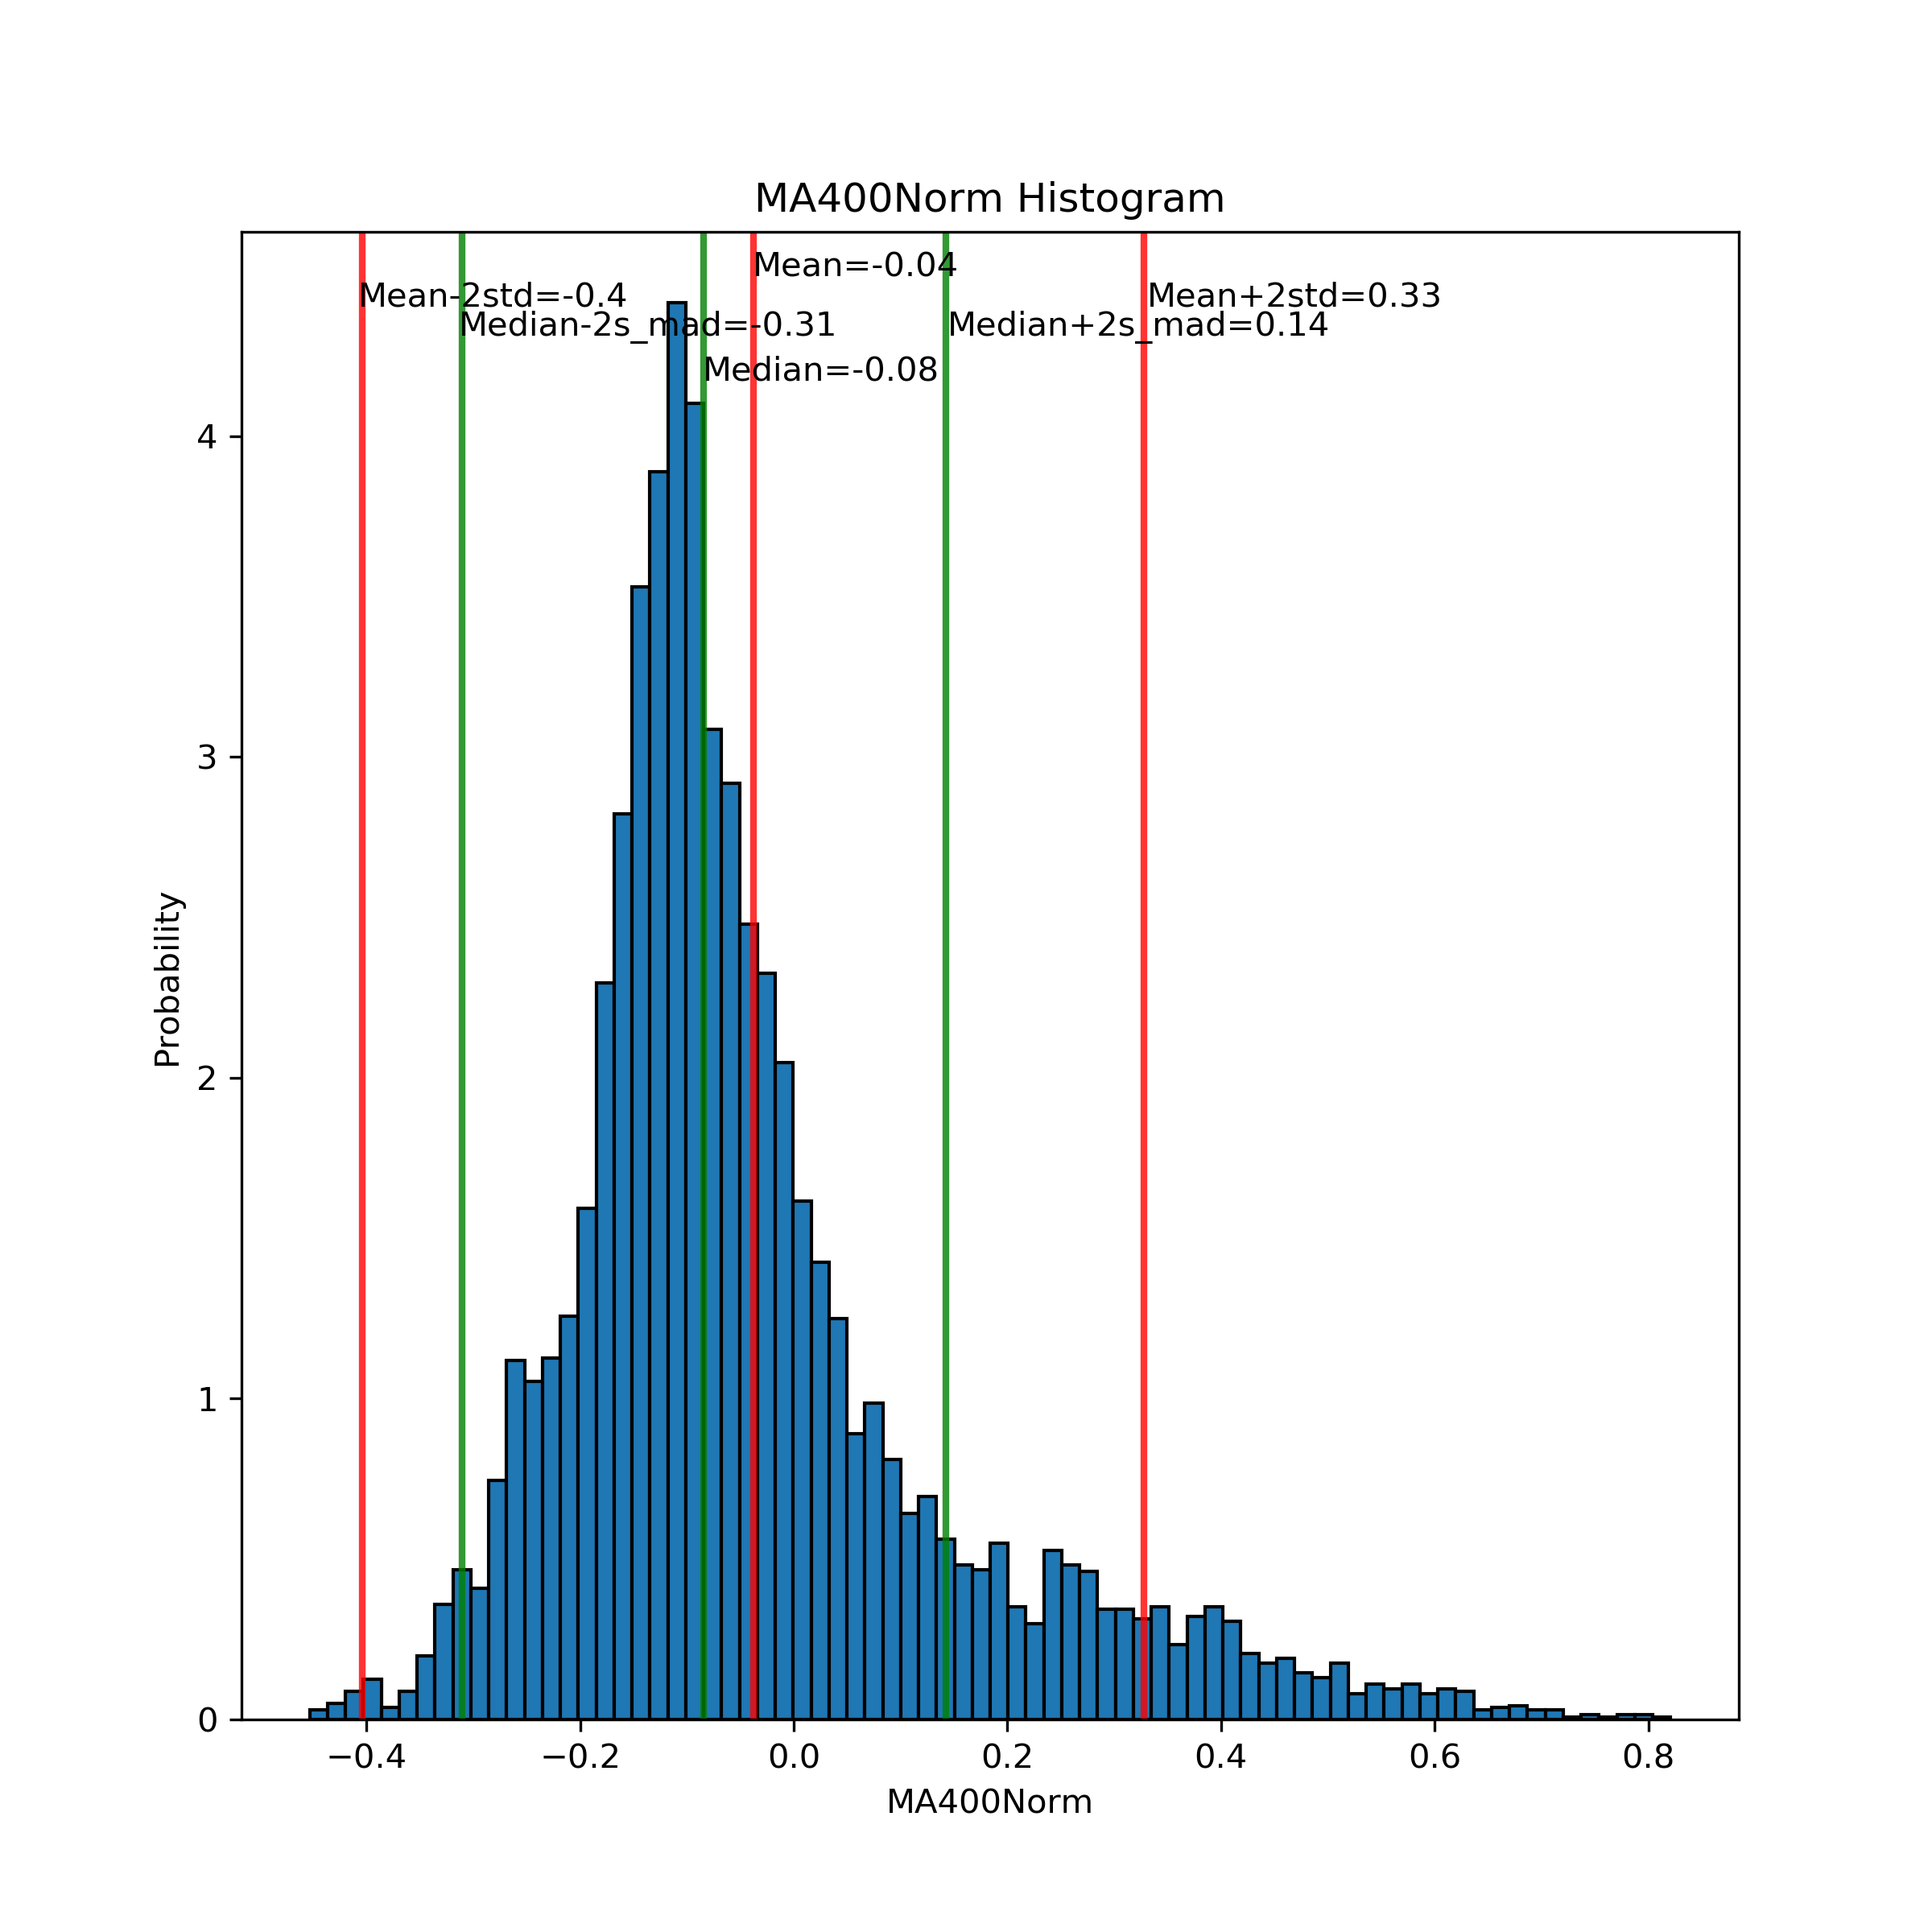 MA400Norm Histogram
Mean=-0.04
Mean-2std=-0.4
Mean+2std=0.33
Median-2s_mad=-0.31
Median+2s_mad=0.14
Median=-0.08
4
3
2
1
0
Probability
−0.4 −0.2 0.0 0.2 0.4 0.6 0.8
MA400Norm